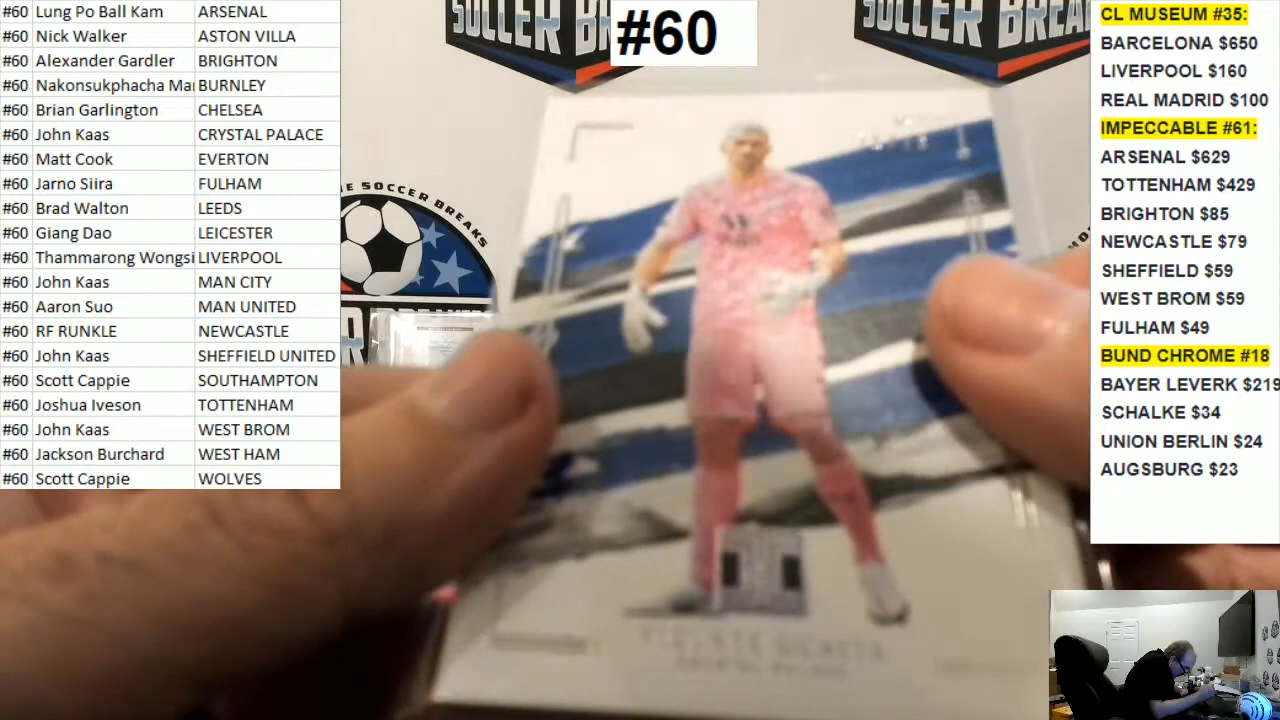 #60 Lung Po Ball Kam ARSENAL
#60 Nick Walker ASTON VILLA
#60 Alexander Gardler BRIGHTON
#60 Nakonsukphacha Mar BURNLEY
#60 Brian Garlington CHELSEA
#60 John Kaas CRYSTAL PALACE
#60 Matt Cook EVERTON
#60 Jarno Siira FULHAM
#60 Brad Walton LEEDS
#60 Giang Dao LEICESTER
#60 Thammarong Wongsi LIVERPOOL
#60 John Kaas MAN CITY
#60 Aaron Suo MAN UNITED
#60 RF RUNKLE NEWCASTLE
#60 John Kaas SHEFFIELD UNITED
#60 Scott Cappie SOUTHAMPTON
#60 Joshua Iveson TOTTENHAM
#60 John Kaas WEST BROM
#60 Jackson Burchard WEST HAM
#60 Scott Cappie WOLVES
#60
SOCCER BR
SOCCER BREA
E SOCCER BREAKS
CL MUSEUM #35:
BARCELONA $650
LIVERPOOL $160
REAL MADRID $100
IMPECCABLE #61:
ARSENAL $629
TOTTENHAM $429
BRIGHTON $85
NEWCASTLE $79
SHEFFIELD $59
WEST BROM $59
FULHAM $49
BUND CHROME #18
BAYER LEVERK $219
SCHALKE $34
UNION BERLIN $24
AUGSBURG $23